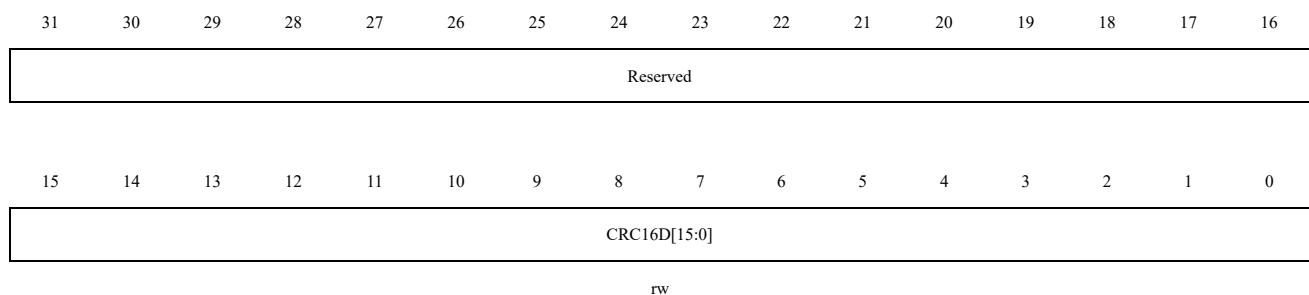 31 30 29 28 27 26 25 24 23 22 21 20 19 18 17 16
Reserved
15 14 13 12 11 10 9 8 7 6 5 4 3 2 1 0
CRC16D[15:0]
rw